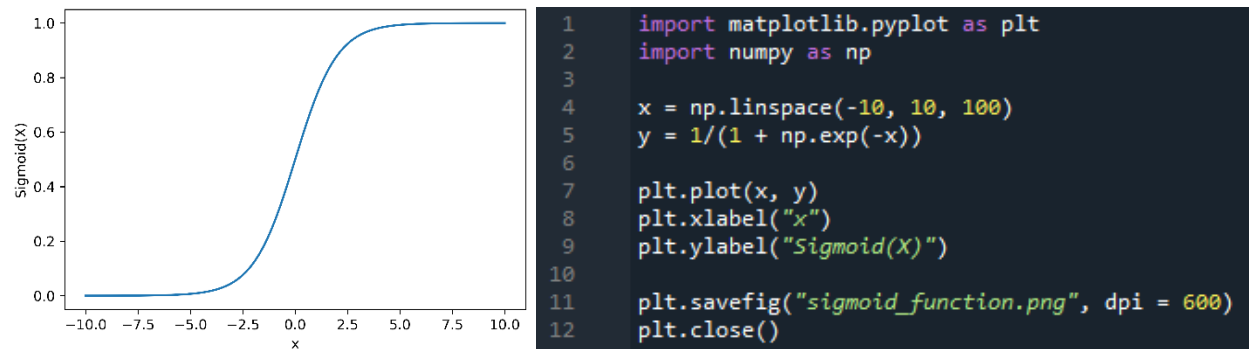 1.0
0.8
0.6
0.4
0.2
0.0
Sigmoid(X)
−10.0 −7.5 −5.0 −2.5 0.0 2.5 5.0 7.5 10.0
x
1 import matplotlib.pyplot as plt
2 import numpy as np
3
4 x = np.linspace(-10, 10, 100)
5 y = 1/(1 + np.exp(-x))
6
7 plt.plot(x, y)
8 plt.xlabel("x")
9 plt.ylabel("Sigmoid(X)")
10
11 plt.savefig("sigmoid_function.png", dpi = 600)
12 plt.close()